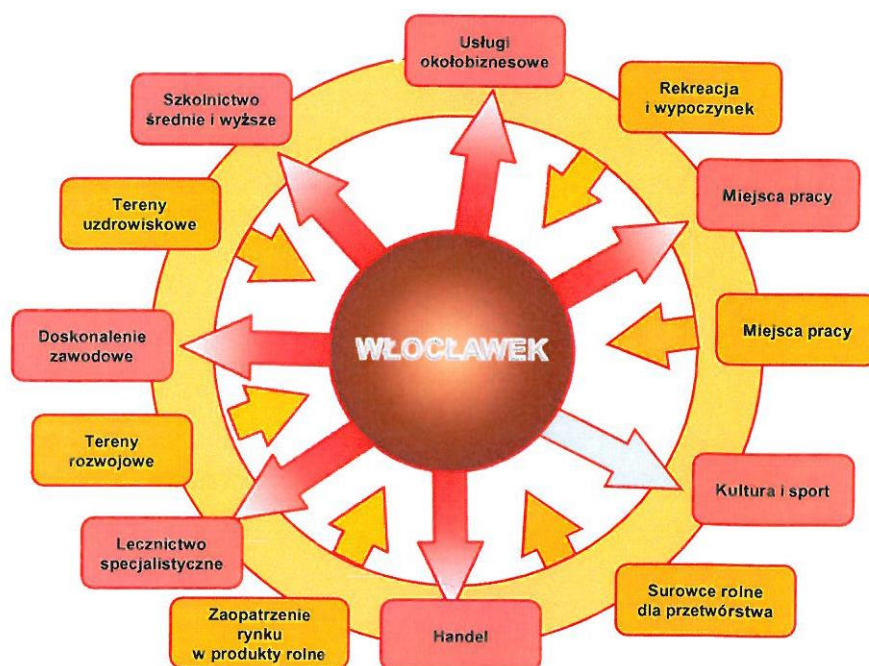 Usługi
okołobiznesowe
Rekreacja
i wypoczynek
Szkolnictwo
średnie i wyższe
Miejsca pracy
Tereny
uzdrowiskowe
Doskonalenie
zawodowe
WŁOCŁAWEK
Miejsca pracy
Tereny
rozwojowe
Kultura i sport
Lecznictwo
specjalistyczne
Surowce rolne
dla przetwórstwa
Zaopatrzenie
rynku
w produkty rolne
Handel